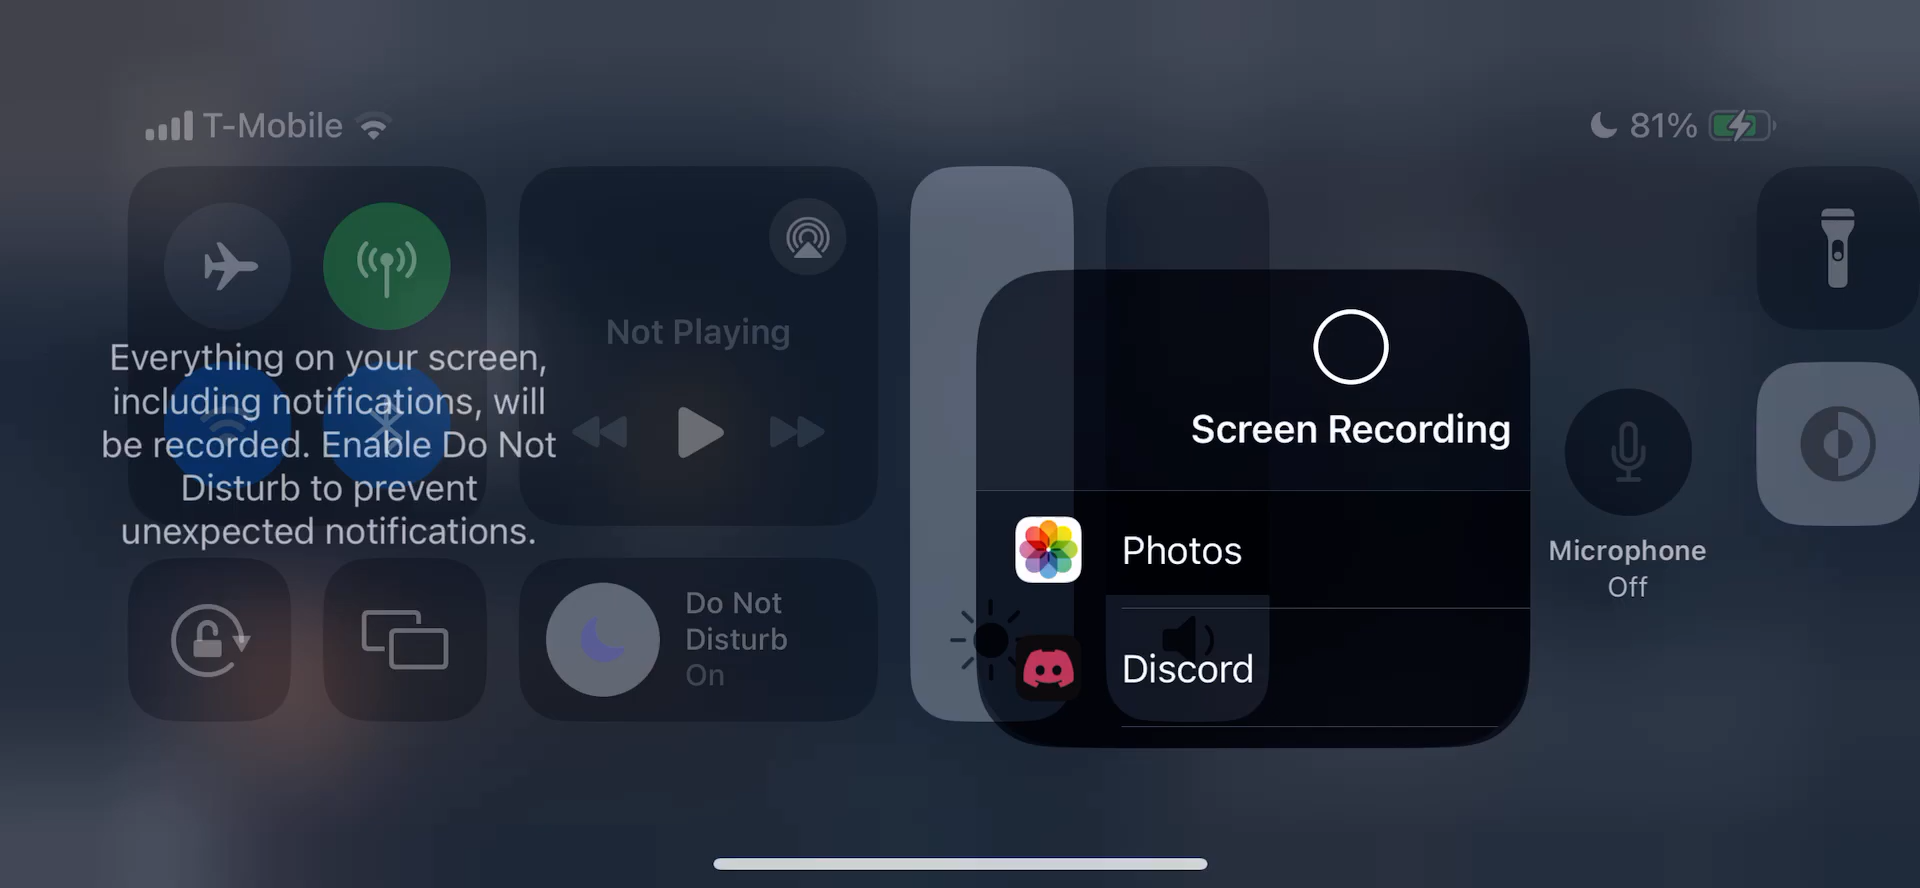 T-Mobile
81%
Not Playing
Everything on your screen,
including notifications, will
be recorded. Enable Do Not
Disturb to prevent
unexpected notifications.
Do Not
Disturb
On
Screen Recording
Photos
Discord
Microphone
Off